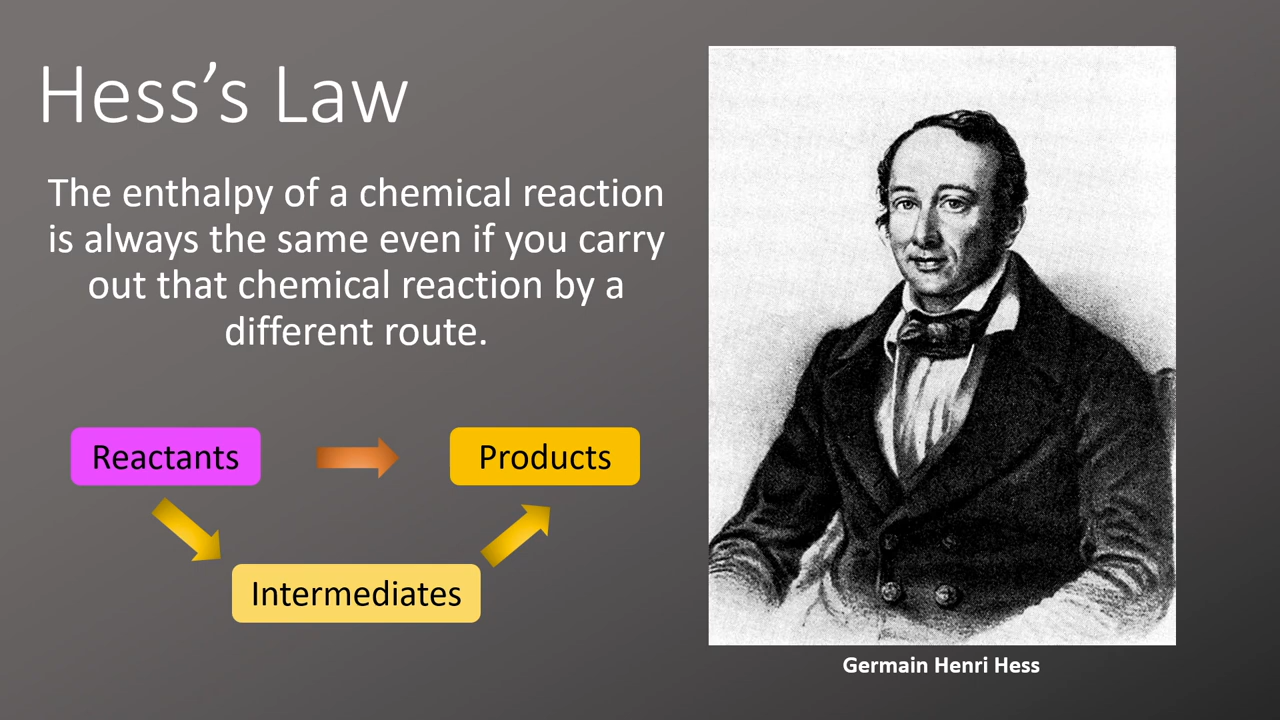 Hess’s Law
The enthalpy of a chemical reaction
is always the same even if you carry
out that chemical reaction by a
different route.
Reactants
Products
Intermediates
Germain Henri Hess